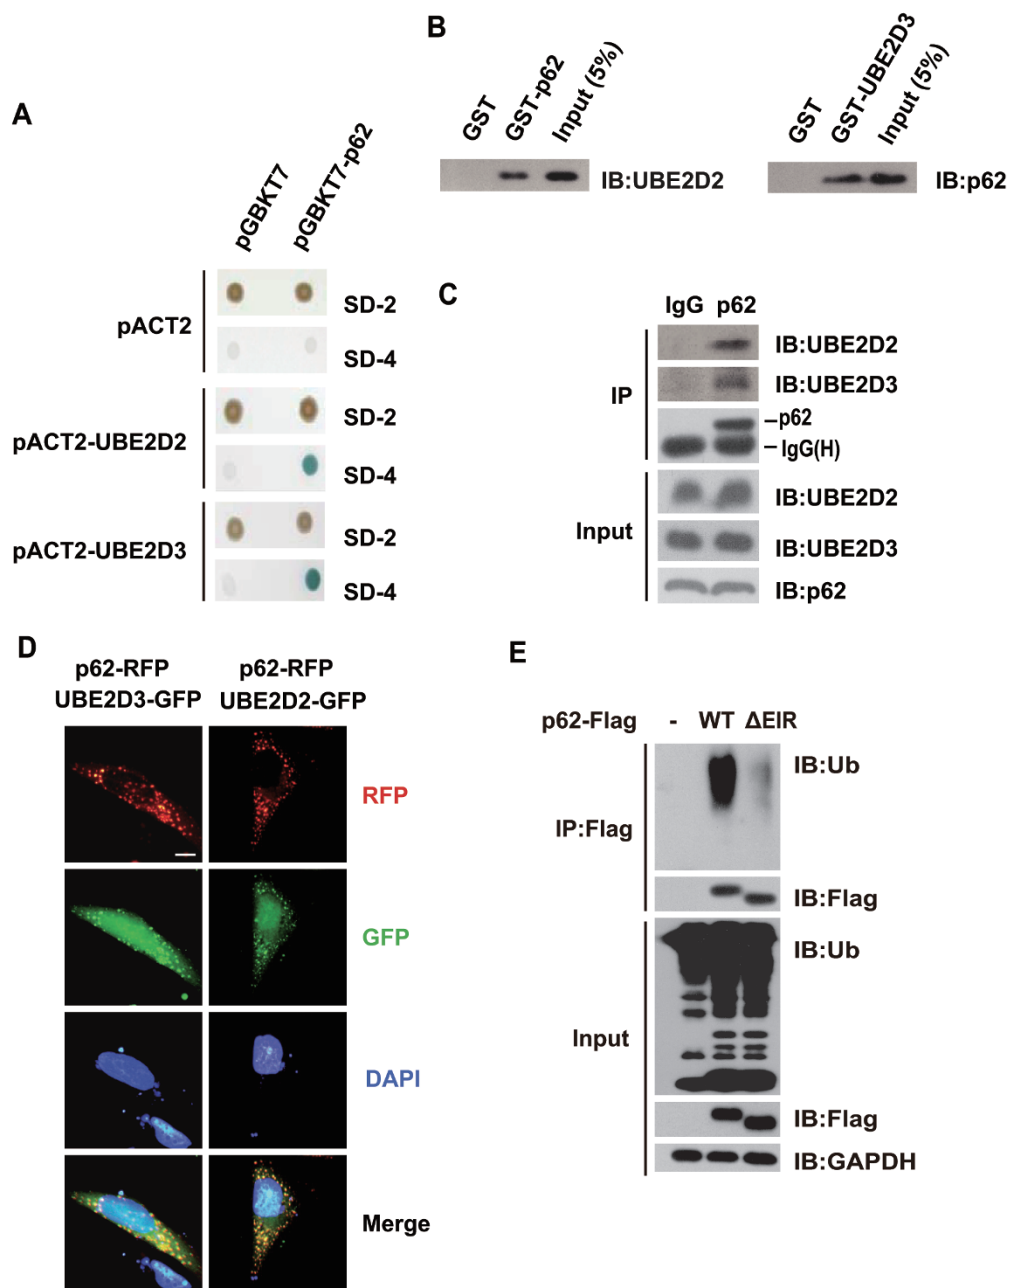 A
pGBKT7
pGBKT7-p62
pACT2
SD-2
SD-4
pACT2-UBE2D2
SD-2
SD-4
pACT2-UBE2D3
SD-2
SD-4
B
GST
GST-p62
Input (5%)
IB:UBE2D2
GST
GST-UBE2D3
Input (5%)
IB:p62
C
IgG p62
IP
IB:UBE2D2
IB:UBE2D3
p62
IgG(H)
Input
IB:UBE2D2
IB:UBE2D3
IB:p62
D
p62-RFP
UBE2D3-GFP
p62-RFP
UBE2D2-GFP
RFP
GFP
DAPI
Merge
E
p62-Flag - WT ΔEIR
IP:Flag
IB:Ub
IB:Flag
Input
IB:Ub
IB:Flag
IB:GAPDH